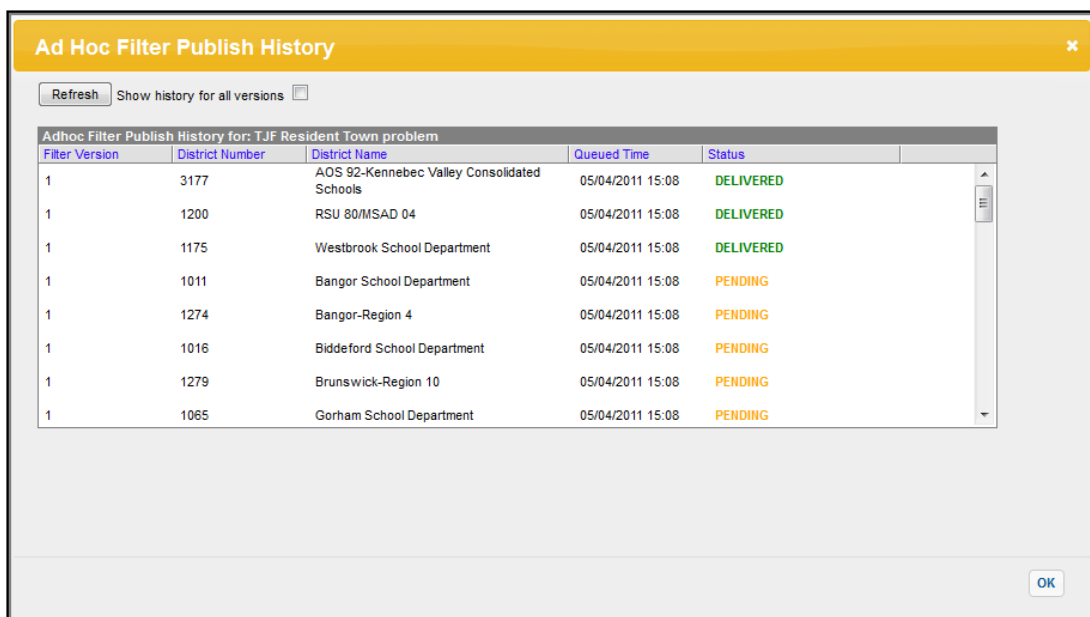 Ad Hoc Filter Publish History
Refresh Show history for all versions
Adhoc Filter Publish History for: TJF Resident Town problem
Filter Version District Number District Name Queued Time Status
1 3177 AOS 92-Kennebec Valley Consolidated Schools 05/04/2011 15:08 DELIVERED
1 1200 RSU 80/MSAD 04 05/04/2011 15:08 DELIVERED
1 1175 Westbrook School Department 05/04/2011 15:08 DELIVERED
1 1011 Bangor School Department 05/04/2011 15:08 PENDING
1 1274 Bangor-Region 4 05/04/2011 15:08 PENDING
1 1016 Biddeford School Department 05/04/2011 15:08 PENDING
1 1279 Brunswick-Region 10 05/04/2011 15:08 PENDING
1 1065 Gorham School Department 05/04/2011 15:08 PENDING
OK